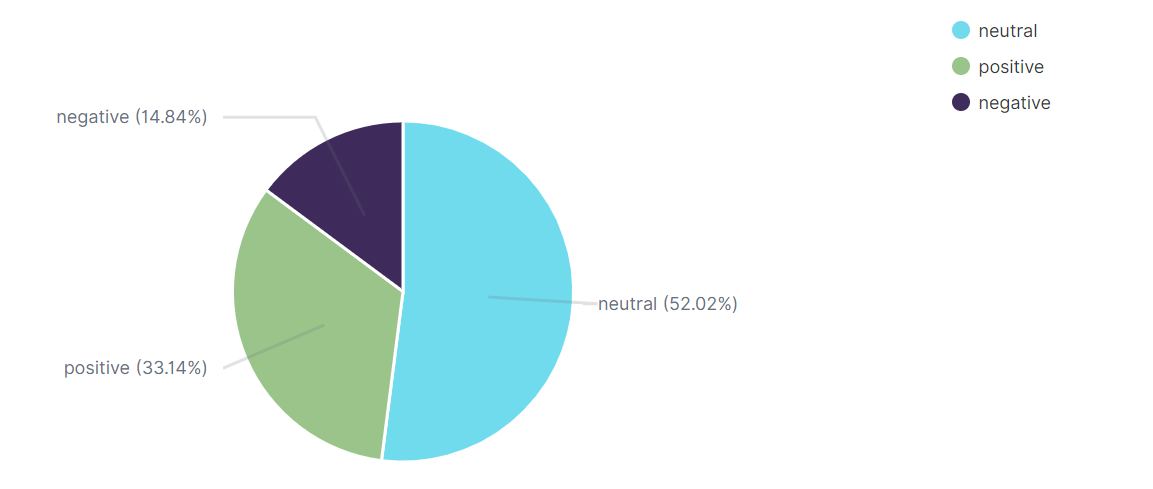 neutral
positive
negative
negative (14.84%)
neutral (52.02%)
positive (33.14%)